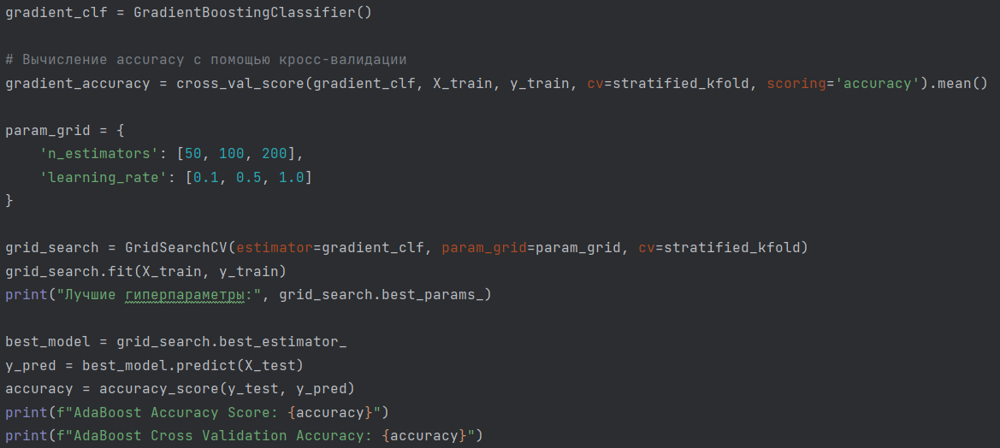 gradient_clf = GradientBoostingClassifier()
# Вычисление accuracy с помощью кросс-валидации
gradient_accuracy = cross_val_score(gradient_clf, X_train, y_train, cv=stratified_kfold, scoring='accuracy').mean()
param_grid = {
    'n_estimators': [50, 100, 200],
    'learning_rate': [0.1, 0.5, 1.0]
}
grid_search = GridSearchCV(estimator=gradient_clf, param_grid=param_grid, cv=stratified_kfold)
grid_search.fit(X_train, y_train)
print("Лучшие гиперпараметры:", grid_search.best_params_)
best_model = grid_search.best_estimator_
y_pred = best_model.predict(X_test)
accuracy = accuracy_score(y_test, y_pred)
print(f"AdaBoost Accuracy Score: {accuracy}")
print(f"AdaBoost Cross Validation Accuracy: {accuracy}")